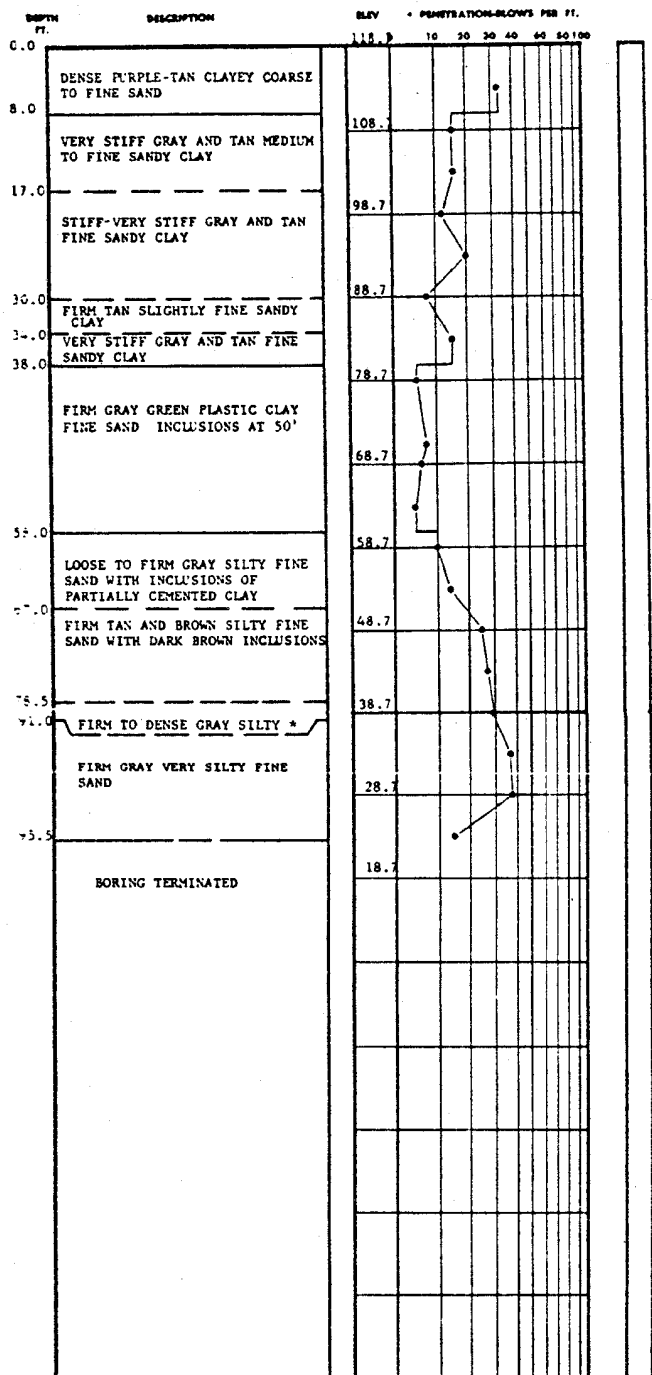 DEPTH FT.
DESCRIPTION
ELEV
• PENETRATION-BLOWS PER FT.
0.0
10 20 30 40 60 80 100
DENSE PURPLE-TAN CLAYEY COARSE
TO FINE SAND
8.0
108.7
VERY STIFF GRAY AND TAN MEDIUM
TO FINE SANDY CLAY
17.0
98.7
STIFF-VERY STIFF GRAY AND TAN
FINE SANDY CLAY
30.0
88.7
FIRM TAN SLIGHTLY FINE SANDY
CLAY
34.0
VERY STIFF GRAY AND TAN FINE
SANDY CLAY
38.0
78.7
FIRM GRAY GREEN PLASTIC CLAY
FINE SAND INCLUSIONS AT 50'
68.7
58.7
LOOSE TO FIRM GRAY SILTY FINE
SAND WITH INCLUSIONS OF
PARTIALLY CEMENTED CLAY
FIRM TAN AND BROWN SILTY FINE
SAND WITH DARK BROWN INCLUSIONS
48.7
38.7
FIRM TO DENSE GRAY SILTY *
FIRM GRAY VERY SILTY FINE
SAND
28.7
18.7
BORING TERMINATED